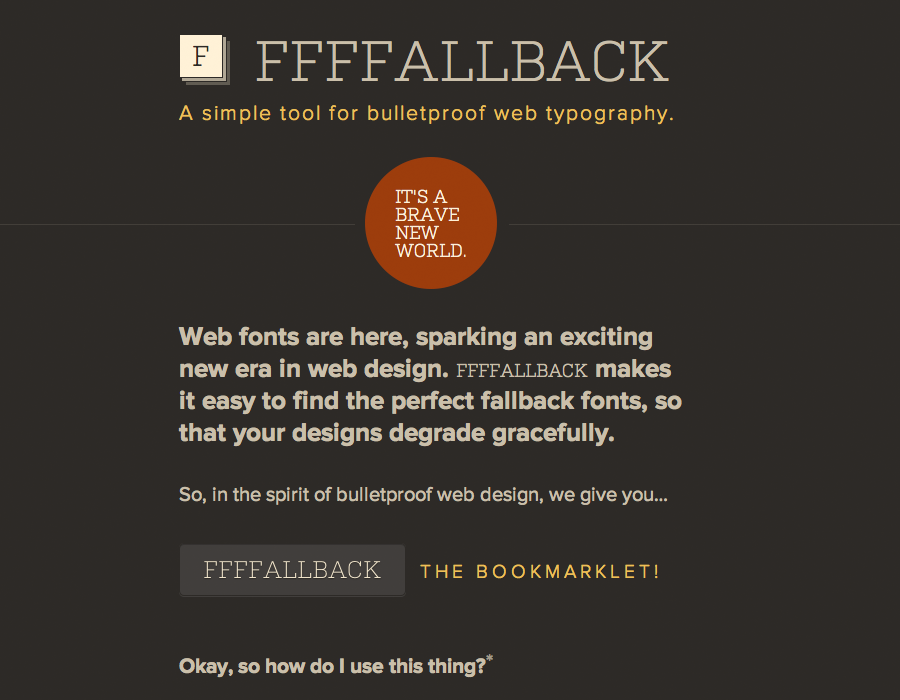 F FFFFALLBACK
A simple tool for bulletproof web typography.
IT'S A
BRAVE
NEW
WORLD.
Web fonts are here, sparking an exciting
new era in web design. FFFFALLBACK makes
it easy to find the perfect fallback fonts, so
that your designs degrade gracefully.
So, in the spirit of bulletproof web design, we give you...
FFFFALLBACK THE BOOKMARKLET!
Okay, so how do I use this thing?*